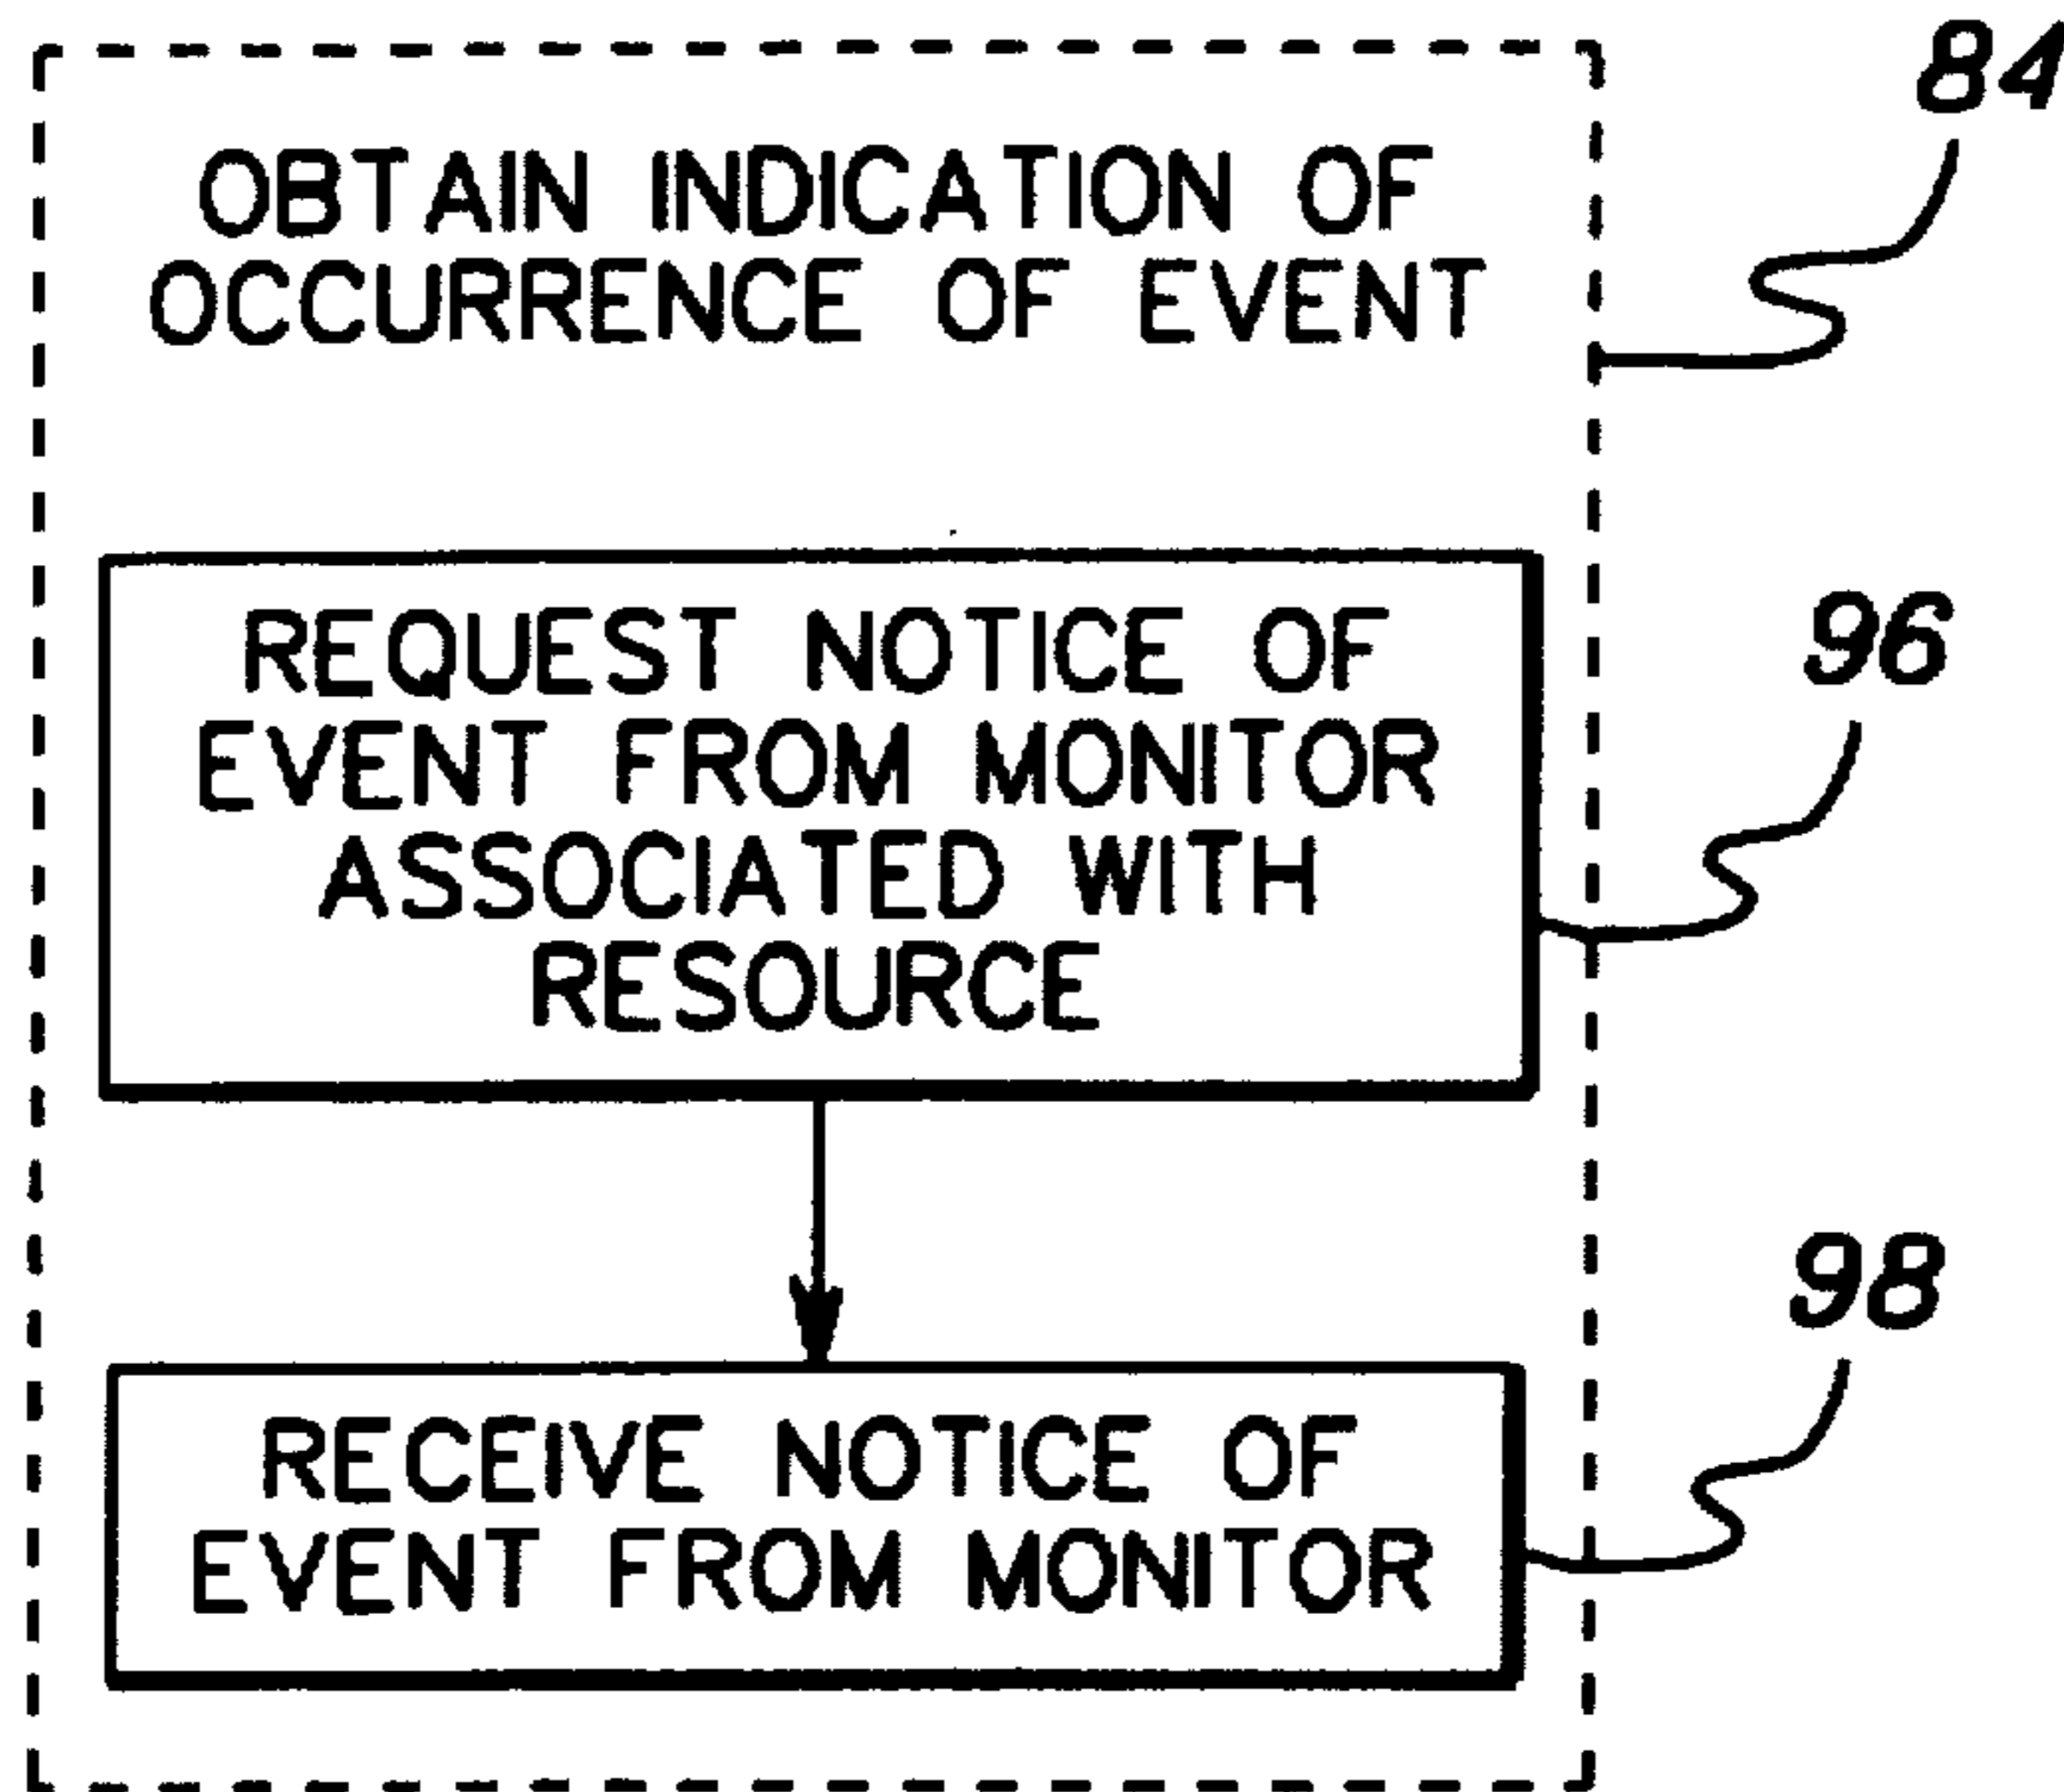 84
OBTAIN INDICATION OF
OCCURRENCE OF EVENT
96
REQUEST NOTICE OF
EVENT FROM MONITOR
ASSOCIATED WITH
RESOURCE
98
RECEIVE NOTICE OF
EVENT FROM MONITOR